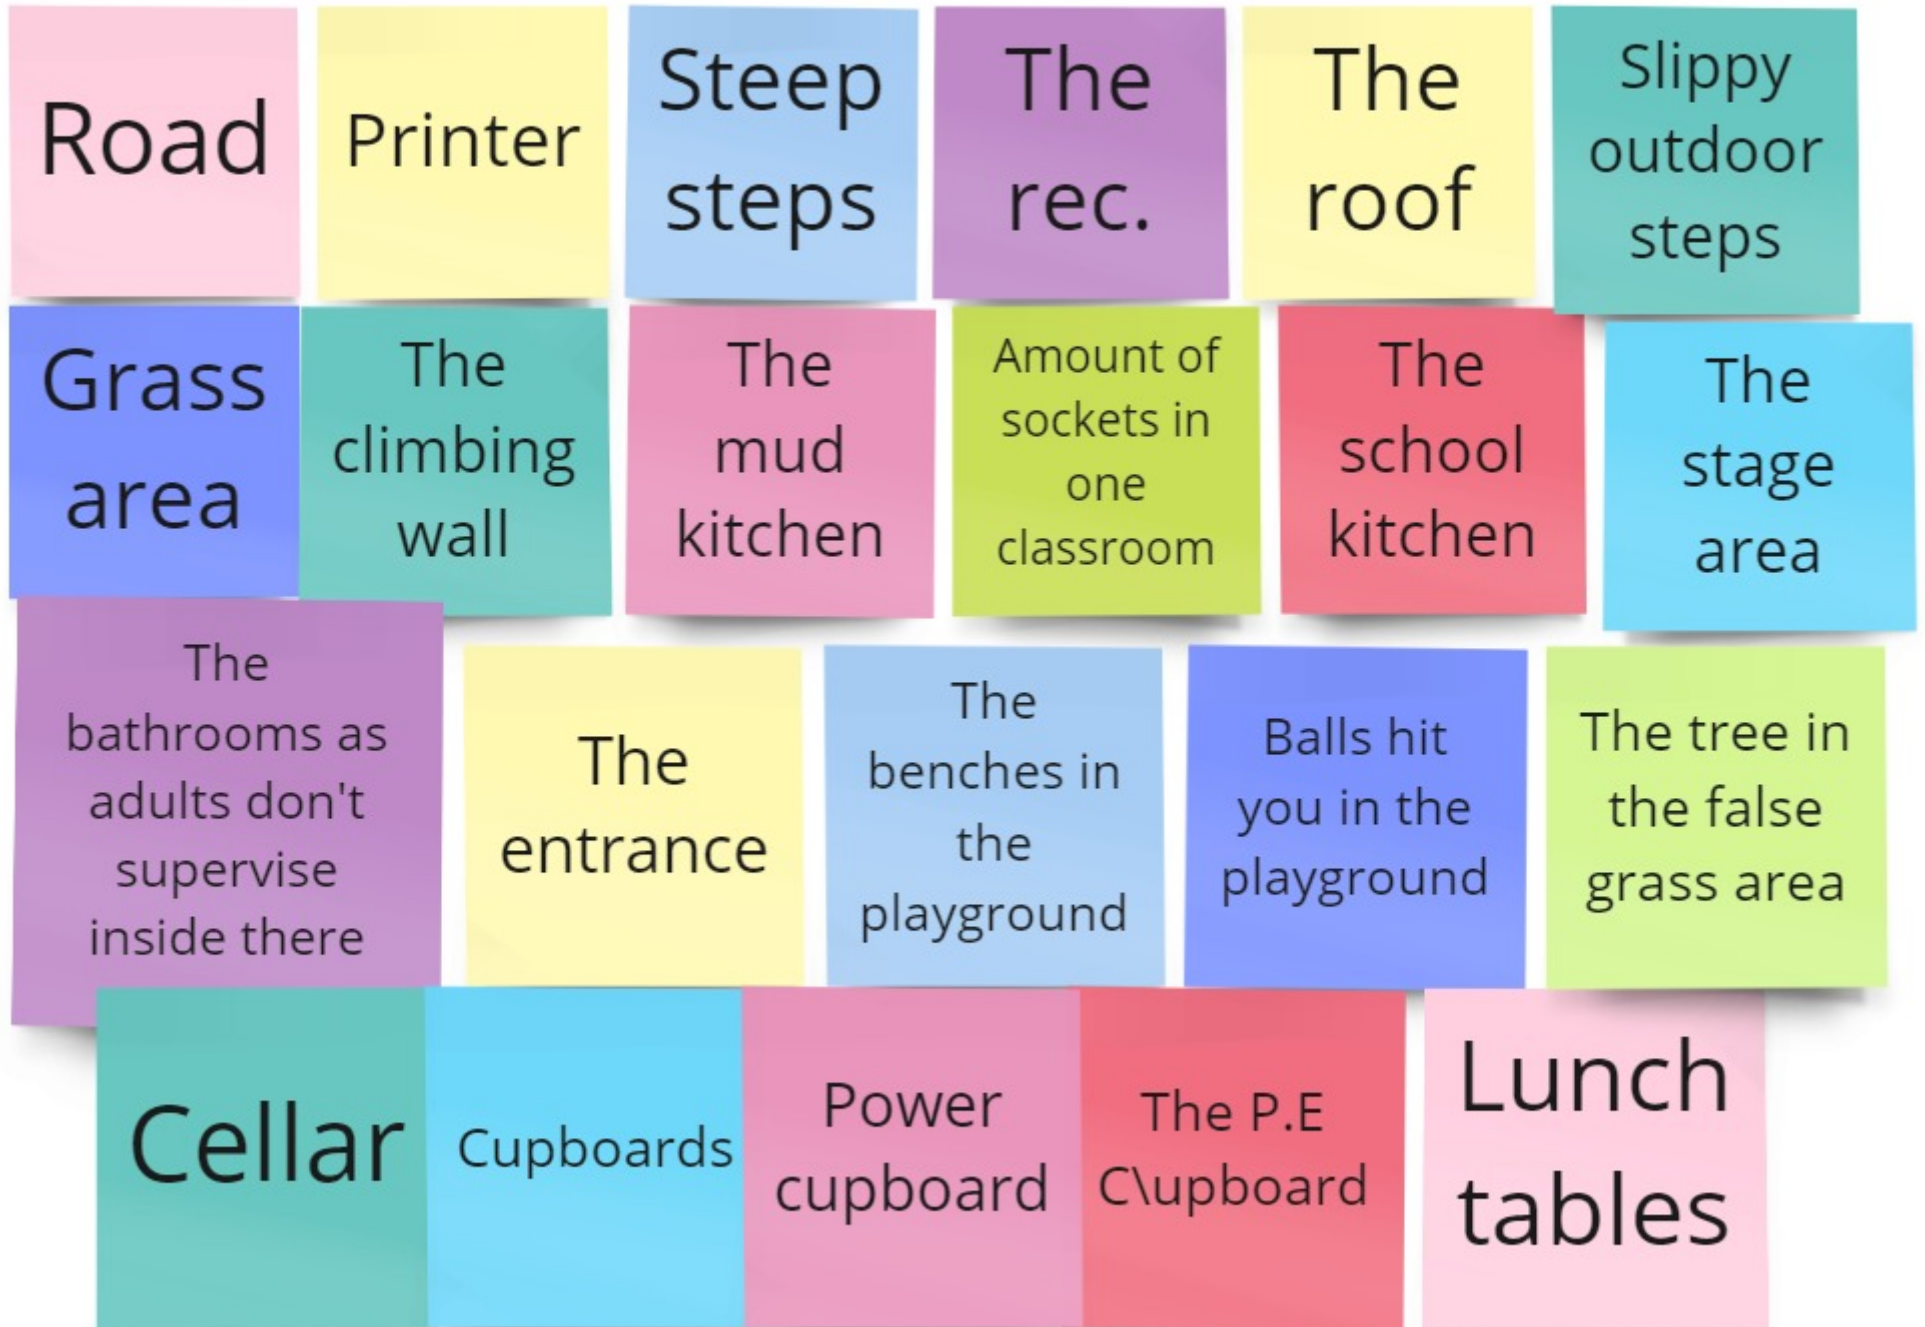 Road
Printer
Steep
steps
The
rec.
The
roof
Slippy
outdoor
steps
Grass
area
The
climbing
wall
The
mud
kitchen
Amount of
sockets in
one
classroom
The
school
kitchen
The
stage
area
The
bathrooms as
adults don't
supervise
inside there
The
entrance
The
benches in
the
playground
Balls hit
you in the
playground
The tree in
the false
grass area
Cellar
Cupboards
Power
cupboard
The P.E
C\upboard
Lunch
tables